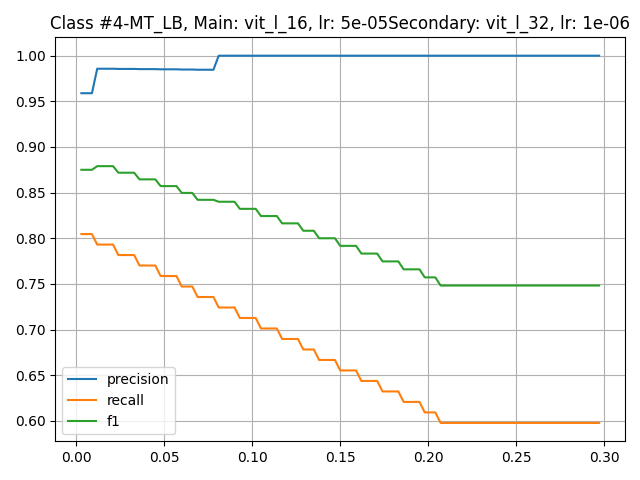 Class #4-MT_LB, Main: vit_l_16, lr: 5e-05Secondary: vit_l_32, lr: 1e-06
1.00
0.95
0.90
0.85
0.80
0.75
0.70
0.65
0.60
precision
recall
f1
0.00 0.05 0.10 0.15 0.20 0.25 0.30